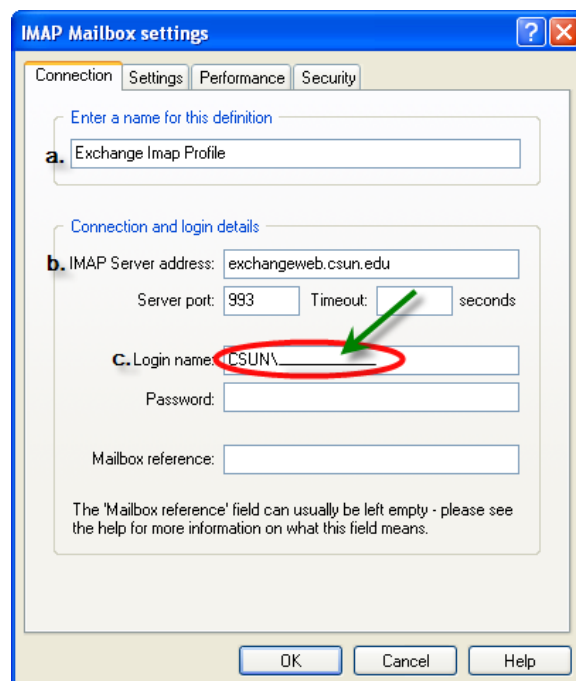 IMAP Mailbox settings
Connection Settings Performance Security
Enter a name for this definition
a. Exchange Imap Profile
Connection and login details
b. IMAP Server address: exchangeweb.csun.edu
Server port: 993 Timeout: seconds
c. Login name: CSUN\__________
Password:
Mailbox reference:
The 'Mailbox reference' field can usually be left empty - please see
the help for more information on what this field means.
OK Cancel Help